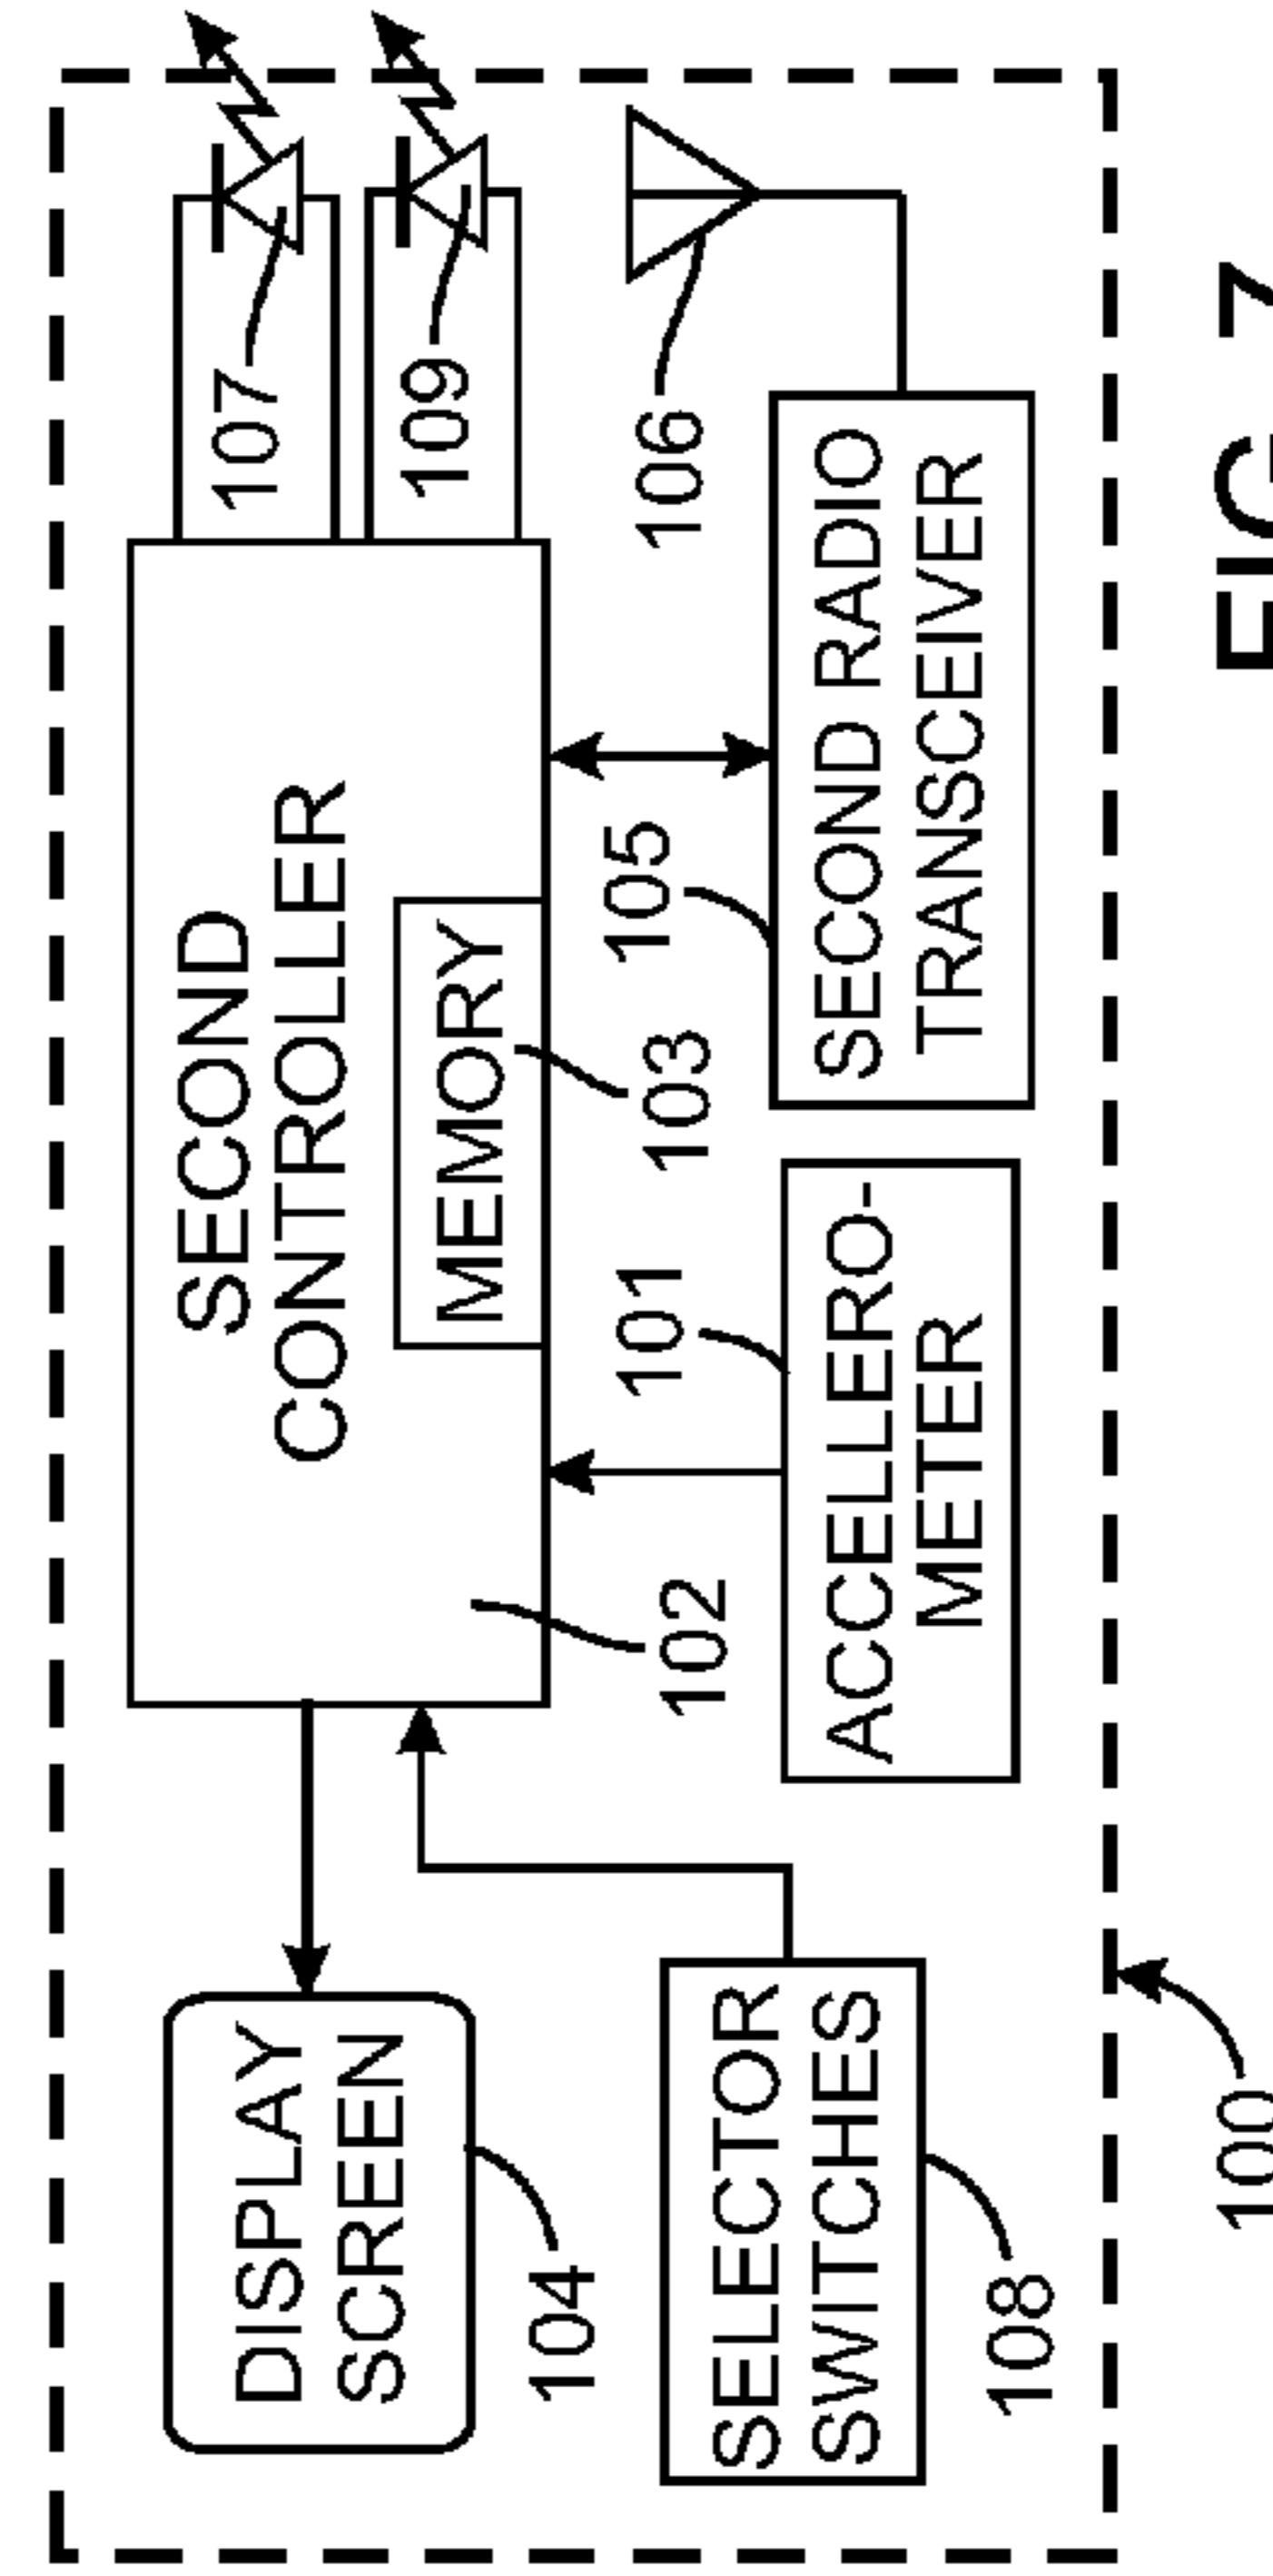 DISPLAY
SCREEN
104
SELECTOR
SWITCHES
108
SECOND
CONTROLLER
MEMORY
102
103
101
ACCELLERO-
METER
105
SECOND RADIO
TRANSCEIVER
106
107
109
100
FIG. 7